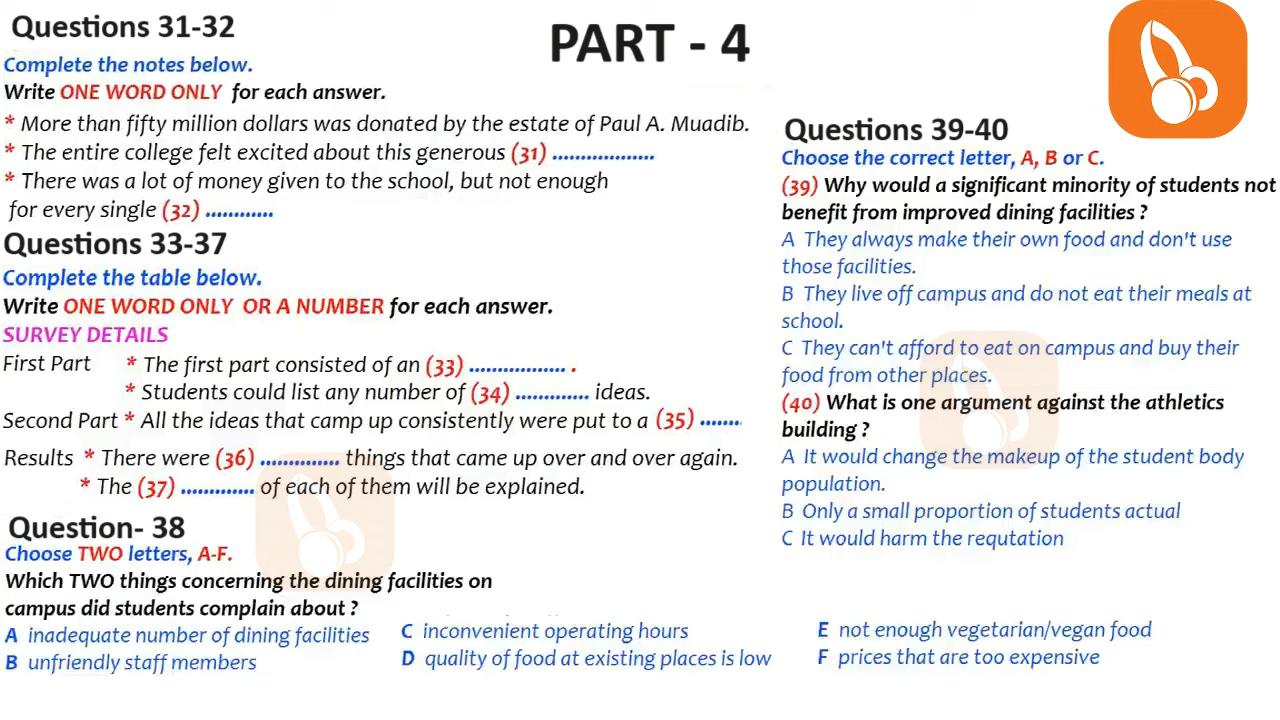 PART - 4
Questions 31-32
Complete the notes below.
Write ONE WORD ONLY for each answer.
* More than fifty million dollars was donated by the estate of Paul A. Muadib.
* The entire college felt excited about this generous (31) ...................
* There was a lot of money given to the school, but not enough
for every single (32) ............
Questions 33-37
Complete the table below.
Write ONE WORD ONLY OR A NUMBER for each answer.
SURVEY DETAILS
First Part * The first part consisted of an (33) ................. .
* Students could list any number of (34) ............. ideas.
Second Part * All the ideas that camp up consistently were put to a (35) .......
Results * There were (36) .............. things that came up over and over again.
* The (37) ............. of each of them will be explained.
Question- 38
Choose TWO letters, A-F.
Which TWO things concerning the dining facilities on
campus did students complain about ?
A inadequate number of dining facilities
B unfriendly staff members
C inconvenient operating hours
D quality of food at existing places is low
E not enough vegetarian/vegan food
F prices that are too expensive
Questions 39-40
Choose the correct letter, A, B or C.
(39) Why would a significant minority of students not
benefit from improved dining facilities ?
A They always make their own food and don't use
those facilities.
B They live off campus and do not eat their meals at
school.
C They can't afford to eat on campus and buy their
food from other places.
(40) What is one argument against the athletics
building ?
A It would change the makeup of the student body
population.
B Only a small proportion of students actual
C It would harm the requtation